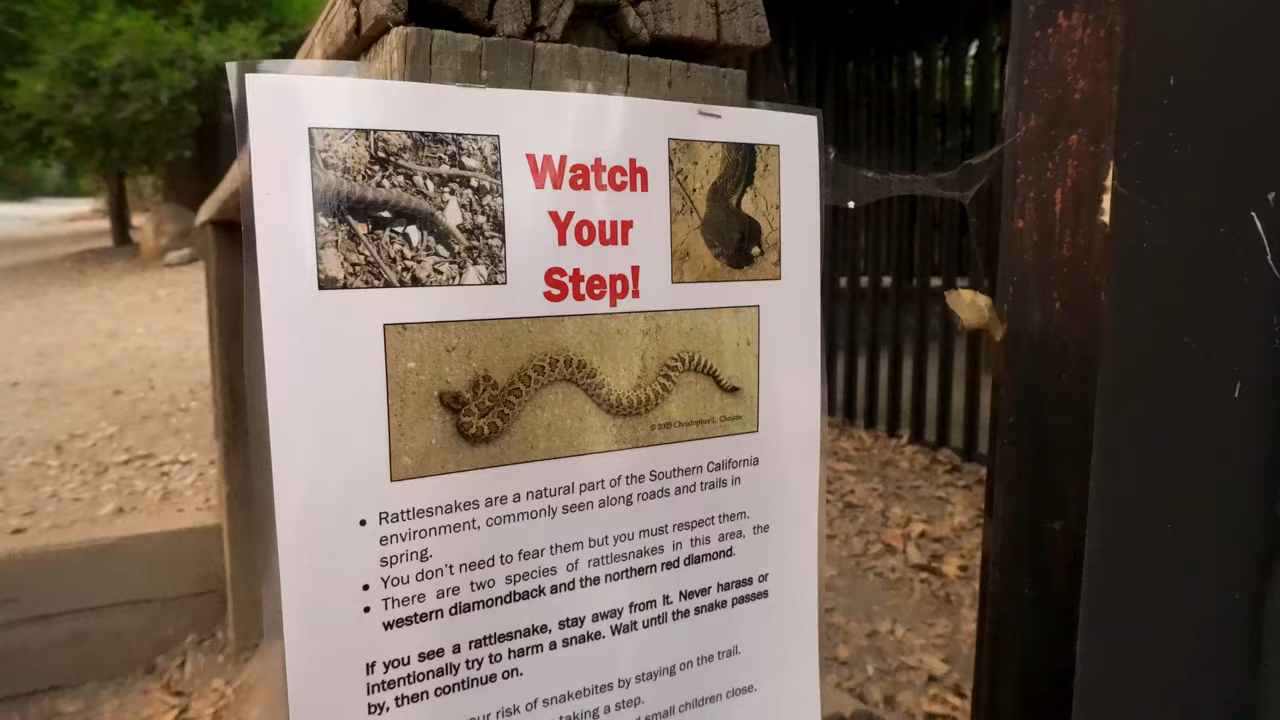 Watch
Your
Step!
© 2005 Christopher L. Christie
• Rattlesnakes are a natural part of the Southern California
environment, commonly seen along roads and trails in
spring.
• You don't need to fear them but you must respect them.
• There are two species of rattlesnakes in this area, the
western diamondback and the northern red diamond.
If you see a rattlesnake, stay away from it. Never harass or
intentionally try to harm a snake. Wait until the snake passes
by, then continue on.
risk of snakebites by staying on the trail.
taking a step.
small children close.